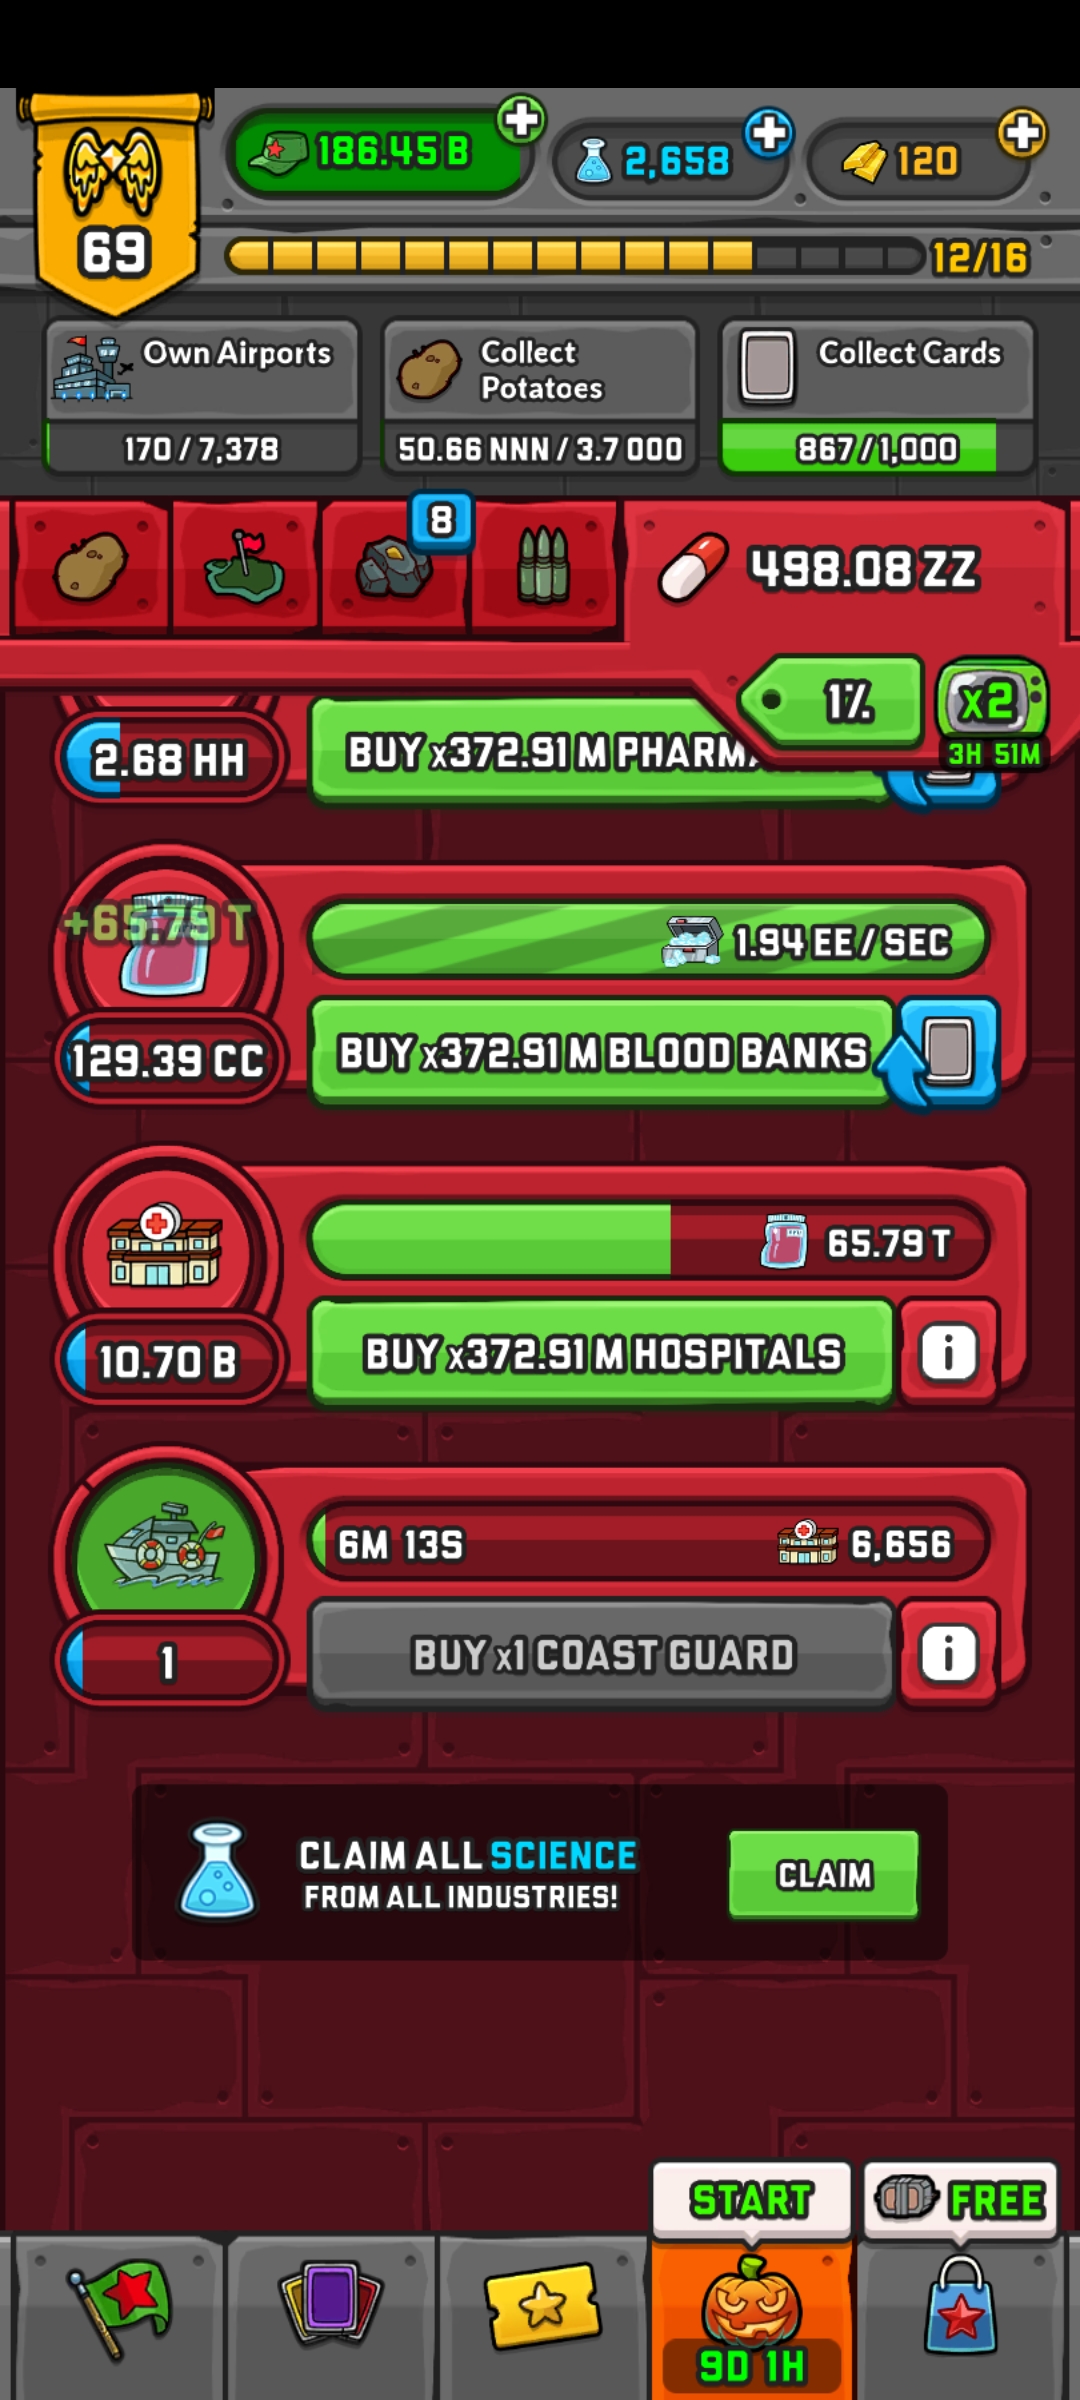 69
186.45 B
2,658
120
12/16
Own Airports
170 / 7,378
Collect
Potatoes
50.66 NNN / 3.7 OOO
Collect Cards
867 / 1,000
8
498.08 ZZ
1%
x2
3H 51M
2.68 HH
BUY x372.91 M
+65.79 T
1.94 EE / SEC
129.39 CC
BUY x372.91 M BLOOD BANKS
65.79 T
10.70 B
BUY x372.91 M HOSPITALS
i
6M 13S
6,656
1
BUY x1 COAST GUARD
i
CLAIM ALL SCIENCE
FROM ALL INDUSTRIES!
CLAIM
START
FREE
9D 1H